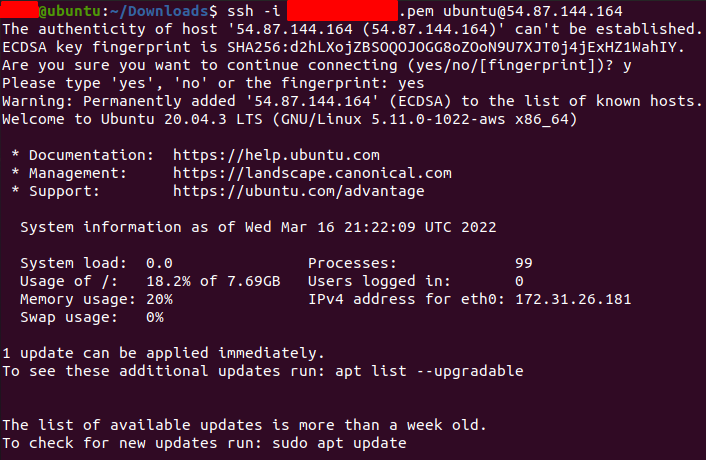 @ubuntu:~/Downloads$ ssh -i .pem ubuntu@54.87.144.164
The authenticity of host '54.87.144.164 (54.87.144.164)' can't be established.
ECDSA key fingerprint is SHA256:d2hLXojZBSOQOJOGG8oZOoN9U7XJT0j4jExHZ1WahIY.
Are you sure you want to continue connecting (yes/no/[fingerprint])? y
Please type 'yes', 'no' or the fingerprint: yes
Warning: Permanently added '54.87.144.164' (ECDSA) to the list of known hosts.
Welcome to Ubuntu 20.04.3 LTS (GNU/Linux 5.11.0-1022-aws x86_64)
* Documentation: https://help.ubuntu.com
* Management: https://landscape.canonical.com
* Support: https://ubuntu.com/advantage
System information as of Wed Mar 16 21:22:09 UTC 2022
System load: 0.0 Processes: 99
Usage of /: 18.2% of 7.69GB Users logged in: 0
Memory usage: 20% IPv4 address for eth0: 172.31.26.181
Swap usage: 0%
1 update can be applied immediately.
To see these additional updates run: apt list --upgradable
The list of available updates is more than a week old.
To check for new updates run: sudo apt update